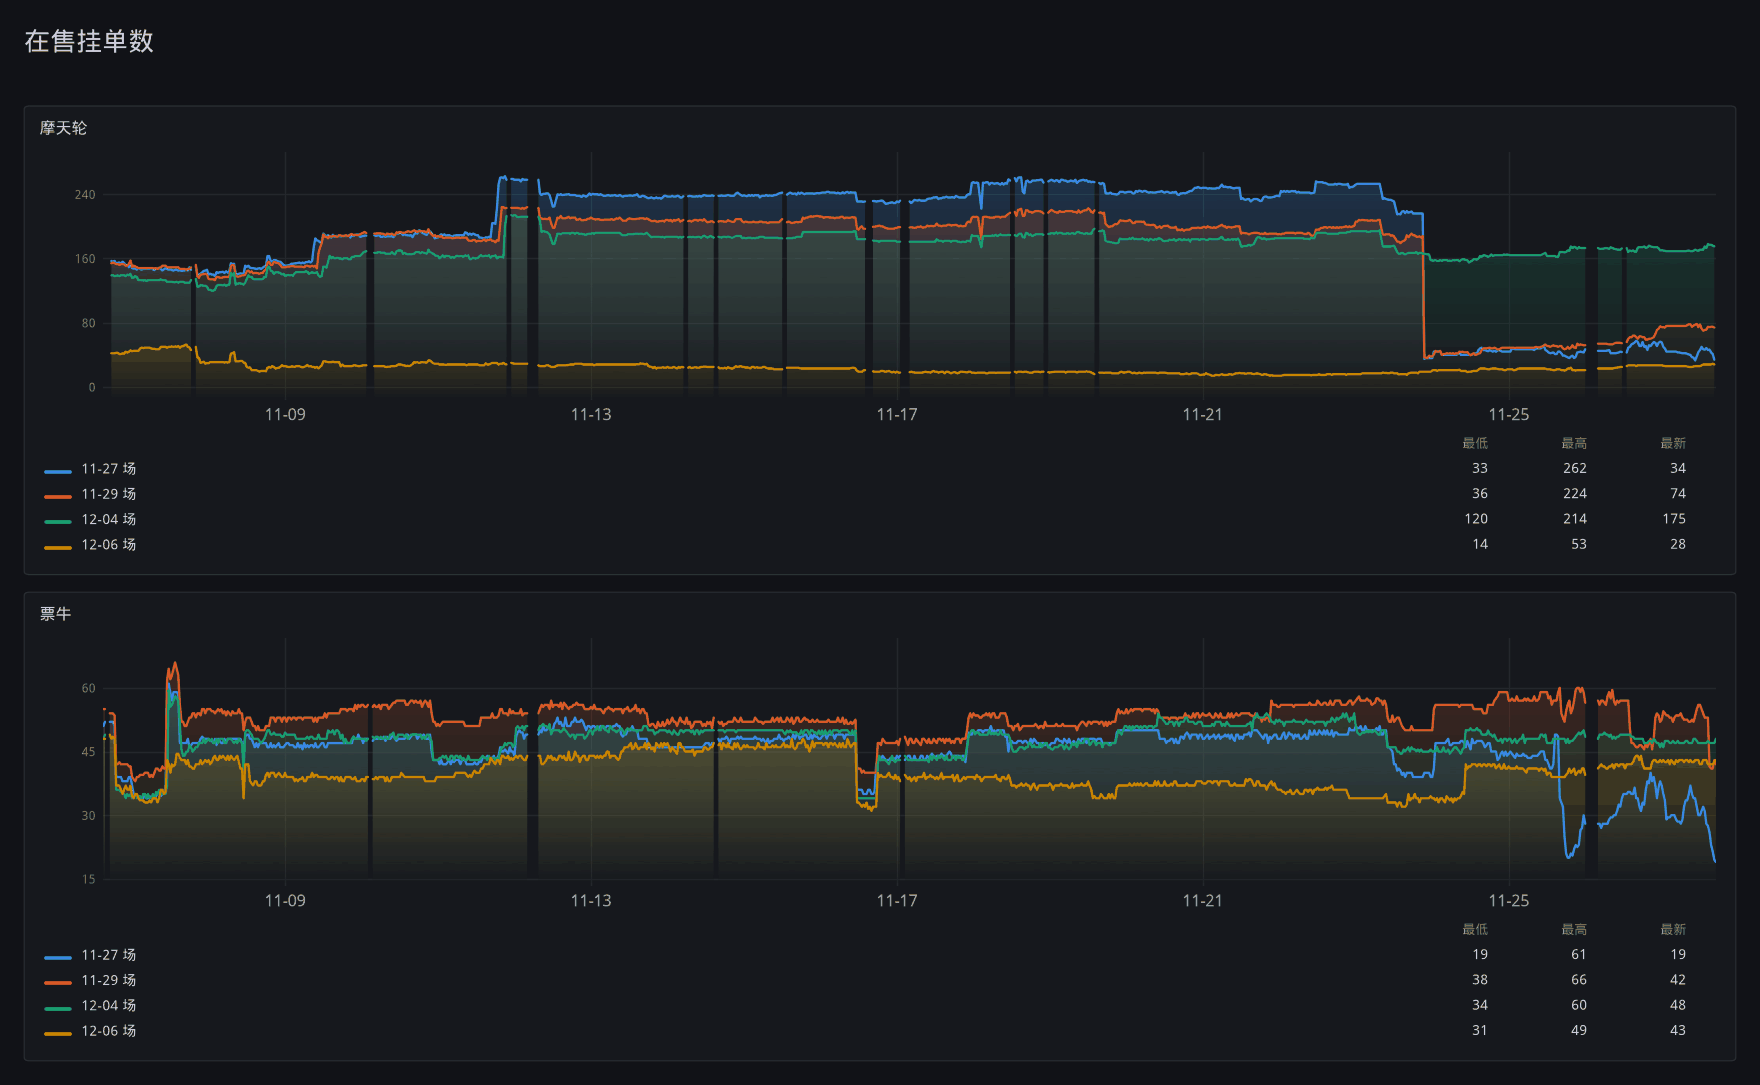 在售挂单数
摩天轮
240
160
80
0
11-09 11-13 11-17 11-21 11-25
最低 最高 最新
11-27 场 33 262 34
11-29 场 36 224 74
12-04 场 120 214 175
12-06 场 14 53 28
票牛
60
45
30
15
11-09 11-13 11-17 11-21 11-25
最低 最高 最新
11-27 场 19 61 19
11-29 场 38 66 42
12-04 场 34 60 48
12-06 场 31 49 43